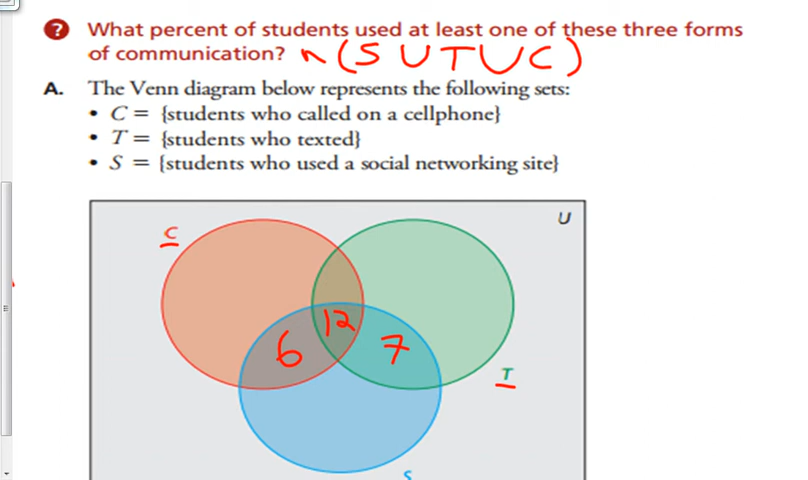 ? What percent of students used at least one of these three forms
of communication? n(S U T U C)
A. The Venn diagram below represents the following sets:
• C = {students who called on a cellphone}
• T = {students who texted}
• S = {students who used a social networking site}
U
C
12
6 7
T
S